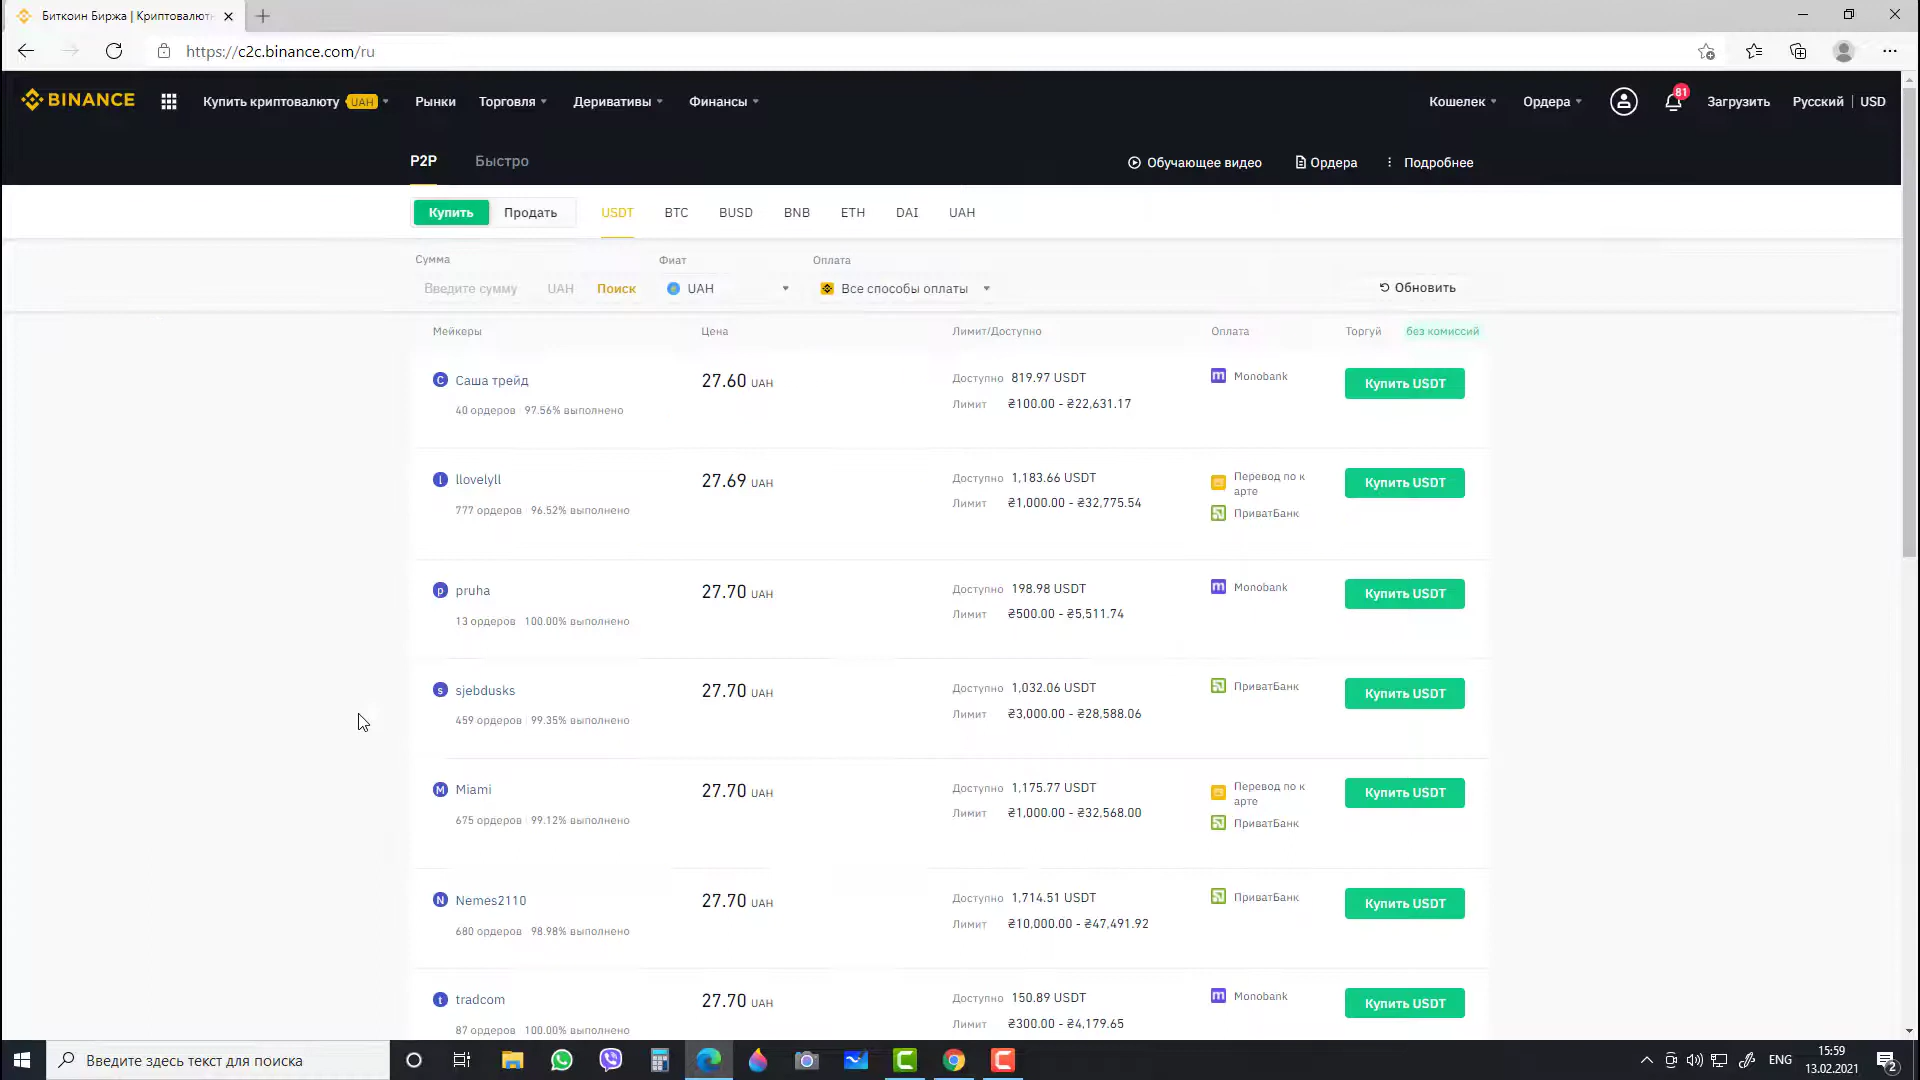 Биткоин Биржа | Криптовалютн
https://c2c.binance.com/ru
BINANCE Купить криптовалюту UAH Рынки Торговля Деривативы Финансы Кошелек Ордера 81 Загрузить Русский | USD
P2P Быстро Обучающее видео Ордера Подробнее
Купить Продать USDT BTC BUSD BNB ETH DAI UAH
Сумма Фиат Оплата
Введите сумму UAH Поиск UAH Все способы оплаты Обновить
Мейкеры Цена Лимит/Доступно Оплата Торгуй без комиссий
С Саша трейд 27.60 UAH Доступно 819.97 USDT Monobank Купить USDT
40 ордеров 97.56% выполнено Лимит ₴100.00 - ₴22,631.17
l llovelyll 27.69 UAH Доступно 1,183.66 USDT Перевод по к Купить USDT
арте
777 ордеров 96.52% выполнено Лимит ₴1,000.00 - ₴32,775.54 ПриватБанк
p pruha 27.70 UAH Доступно 198.98 USDT Monobank Купить USDT
13 ордеров 100.00% выполнено Лимит ₴500.00 - ₴5,511.74
s sjebdusks 27.70 UAH Доступно 1,032.06 USDT ПриватБанк Купить USDT
459 ордеров 99.35% выполнено Лимит ₴3,000.00 - ₴28,588.06
M Miami 27.70 UAH Доступно 1,175.77 USDT Перевод по к Купить USDT
арте
675 ордеров 99.12% выполнено Лимит ₴1,000.00 - ₴32,568.00 ПриватБанк
N Nemes2110 27.70 UAH Доступно 1,714.51 USDT ПриватБанк Купить USDT
680 ордеров 98.98% выполнено Лимит ₴10,000.00 - ₴47,491.92
t tradcom 27.70 UAH Доступно 150.89 USDT Monobank Купить USDT
87 ордеров 100.00% выполнено Лимит ₴300.00 - ₴4,179.65
Введите здесь текст для поиска ENG 15:59
13.02.2021 2